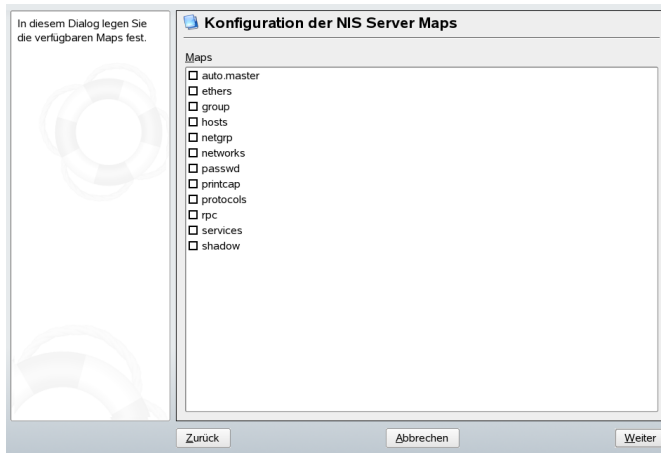 In diesem Dialog legen Sie
die verfügbaren Maps fest.
Konfiguration der NIS Server Maps
Maps
auto.master
ethers
group
hosts
netgrp
networks
passwd
printcap
protocols
rpc
services
shadow
Zurück
Abbrechen
Weiter